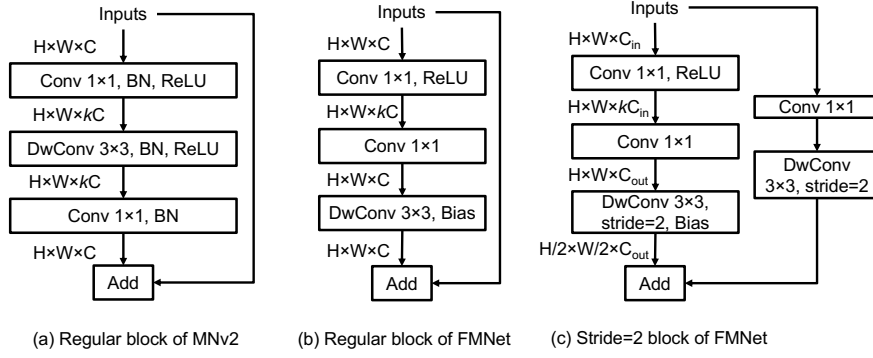 Inputs
H×W×C
Conv 1×1, BN, ReLU
H×W×kC
DwConv 3×3, BN, ReLU
H×W×kC
Conv 1×1, BN
H×W×C
Add
(a) Regular block of MNv2
Inputs
H×W×C
Conv 1×1, ReLU
H×W×kC
Conv 1×1
H×W×C
DwConv 3×3, Bias
H×W×C
Add
(b) Regular block of FMNet
Inputs
H×W×Cin
Conv 1×1, ReLU
H×W×kCin
Conv 1×1
H×W×Cout
DwConv 3×3,
stride=2, Bias
H/2×W/2×Cout
Add
Conv 1×1
DwConv
3×3, stride=2
(c) Stride=2 block of FMNet